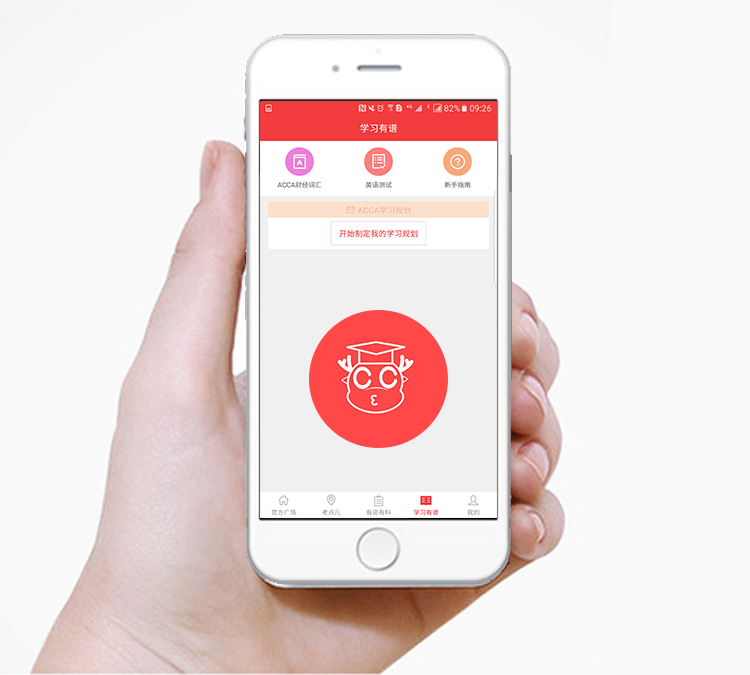 82% 09:26
学习有谱
ACCA财经词汇
英语测试
新手指南
ACCA学习规划
开始制定我的学习规划
CC
官方广场
考点儿
有资有料
学习有谱
我的